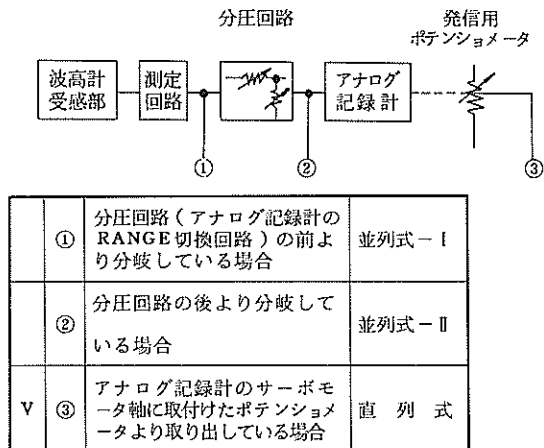 分圧回路
発信用
ポテンショメータ
波高計
受感部
測定
回路
アナログ
記録計
①
②
③
① 分圧回路(アナログ記録計の
RANGE切換回路)の前よ
り分岐している場合
並列式-Ⅰ
② 分圧回路の後より分岐して
いる場合
並列式-Ⅱ
V ③ アナログ記録計のサーボモ
ータ軸に取付けたポテンショメ
ータより取り出している場合
直列式